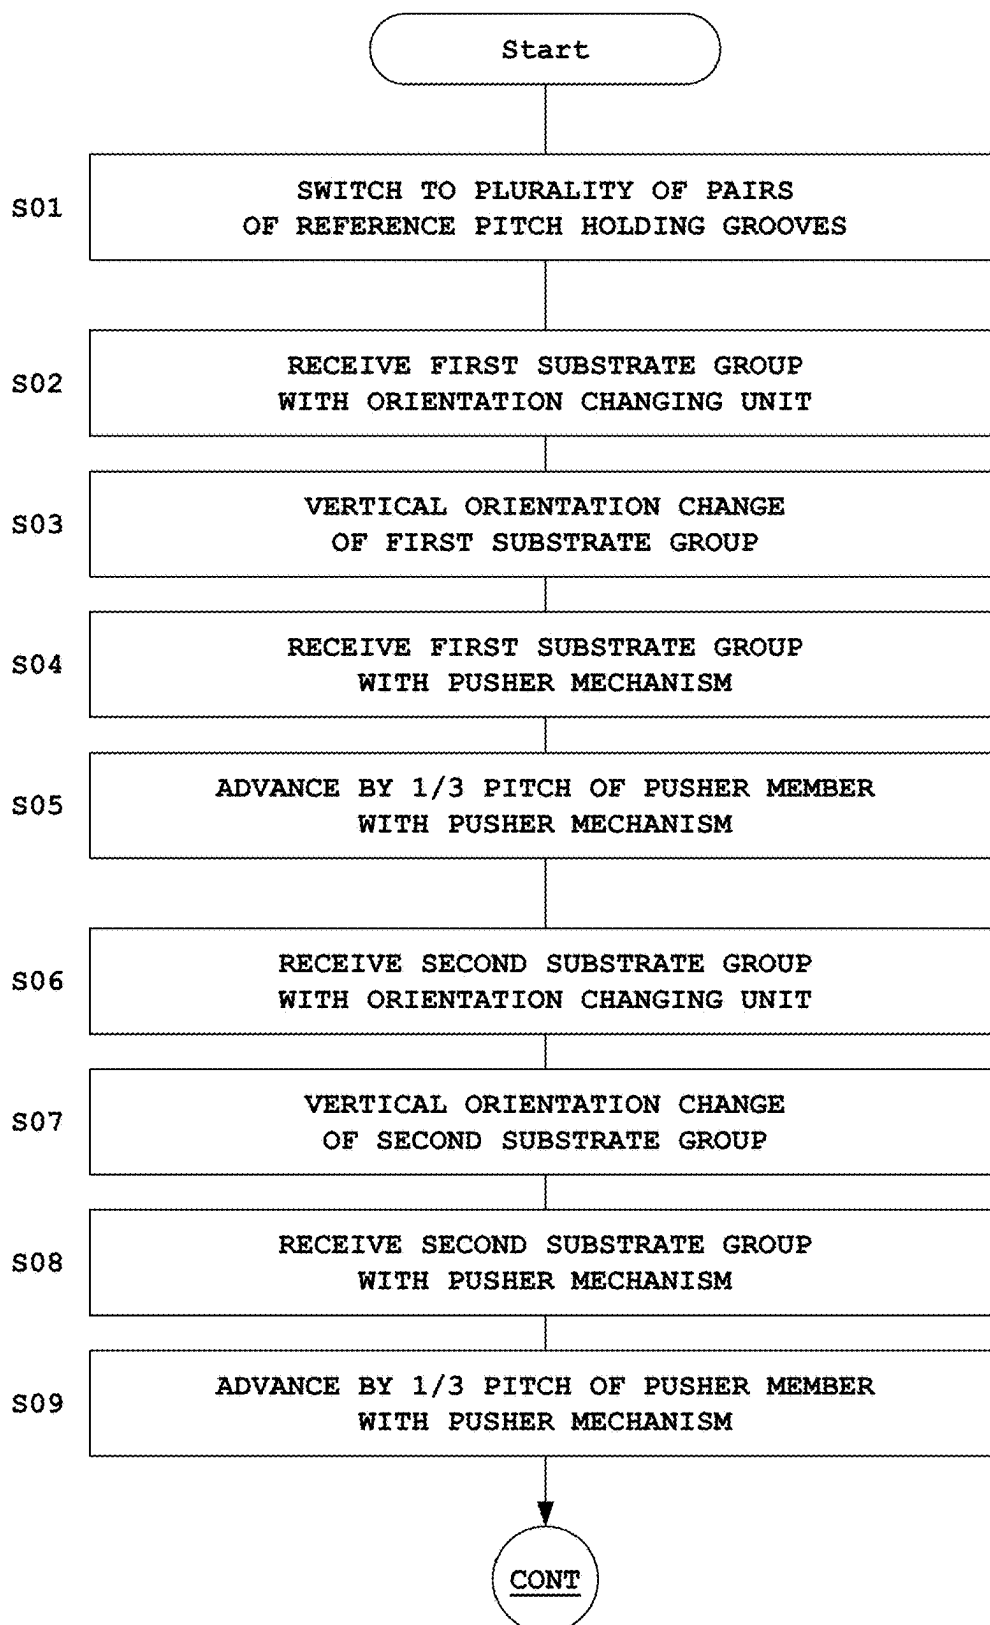 Start
S01
SWITCH TO PLURALITY OF PAIRS
OF REFERENCE PITCH HOLDING GROOVES
S02
RECEIVE FIRST SUBSTRATE GROUP
WITH ORIENTATION CHANGING UNIT
S03
VERTICAL ORIENTATION CHANGE
OF FIRST SUBSTRATE GROUP
S04
RECEIVE FIRST SUBSTRATE GROUP
WITH PUSHER MECHANISM
S05
ADVANCE BY 1/3 PITCH OF PUSHER MEMBER
WITH PUSHER MECHANISM
S06
RECEIVE SECOND SUBSTRATE GROUP
WITH ORIENTATION CHANGING UNIT
S07
VERTICAL ORIENTATION CHANGE
OF SECOND SUBSTRATE GROUP
S08
RECEIVE SECOND SUBSTRATE GROUP
WITH PUSHER MECHANISM
S09
ADVANCE BY 1/3 PITCH OF PUSHER MEMBER
WITH PUSHER MECHANISM
CONT